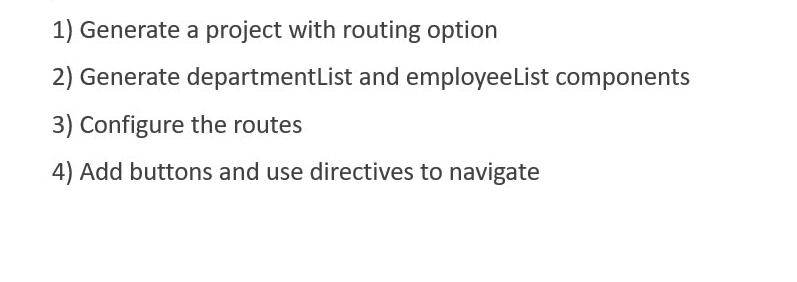 1) Generate a project with routing option
2) Generate departmentList and employeeList components
3) Configure the routes
4) Add buttons and use directives to navigate